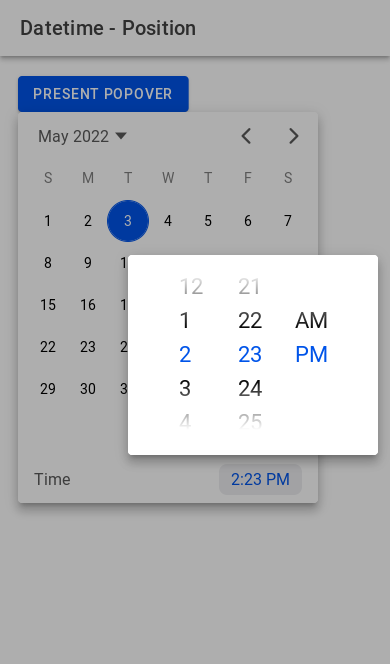 Datetime - Position
PRESENT POPOVER
May 2022
S M T W T F S
1 2 3 4 5 6 7
8 9
15 16
22 23
29 30
12 21
1 22 AM
2 23 PM
3 24
4 25
Time 2:23 PM